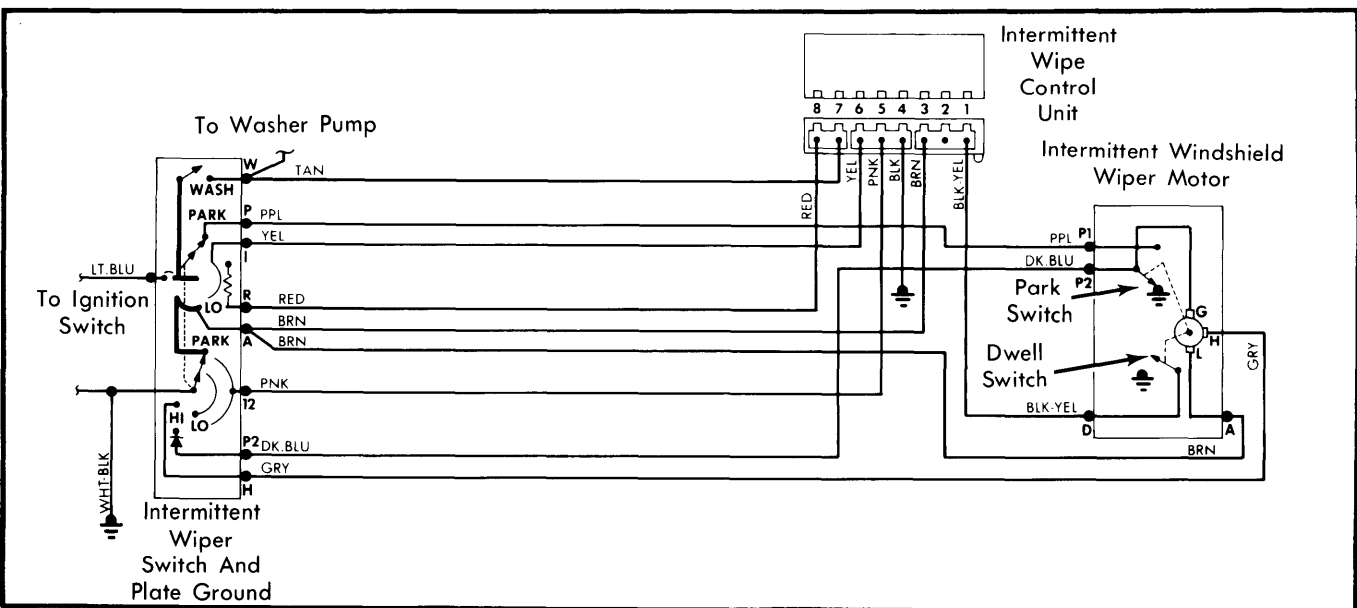 Intermittent
Wipe
Control
Unit
8 7 6 5 4 3 2 1
To Washer Pump
Intermittent Windshield
Wiper Motor
W
TAN
WASH
PARK
P
PPL
YEL
I
RED
YEL
PNK
BLK
BRN
BLK-YEL
LT.BLU
To Ignition
Switch
LO
R
RED
BRN
A
BRN
PARK
PNK
12
HI
LO
P2
DK.BLU
GRY
H
WHT-BLK
Intermittent
Wiper
Switch And
Plate Ground
PPL
P1
DK.BLU
P2
Park
Switch
G
H
L
GRY
Dwell
Switch
BLK-YEL
D
A
BRN